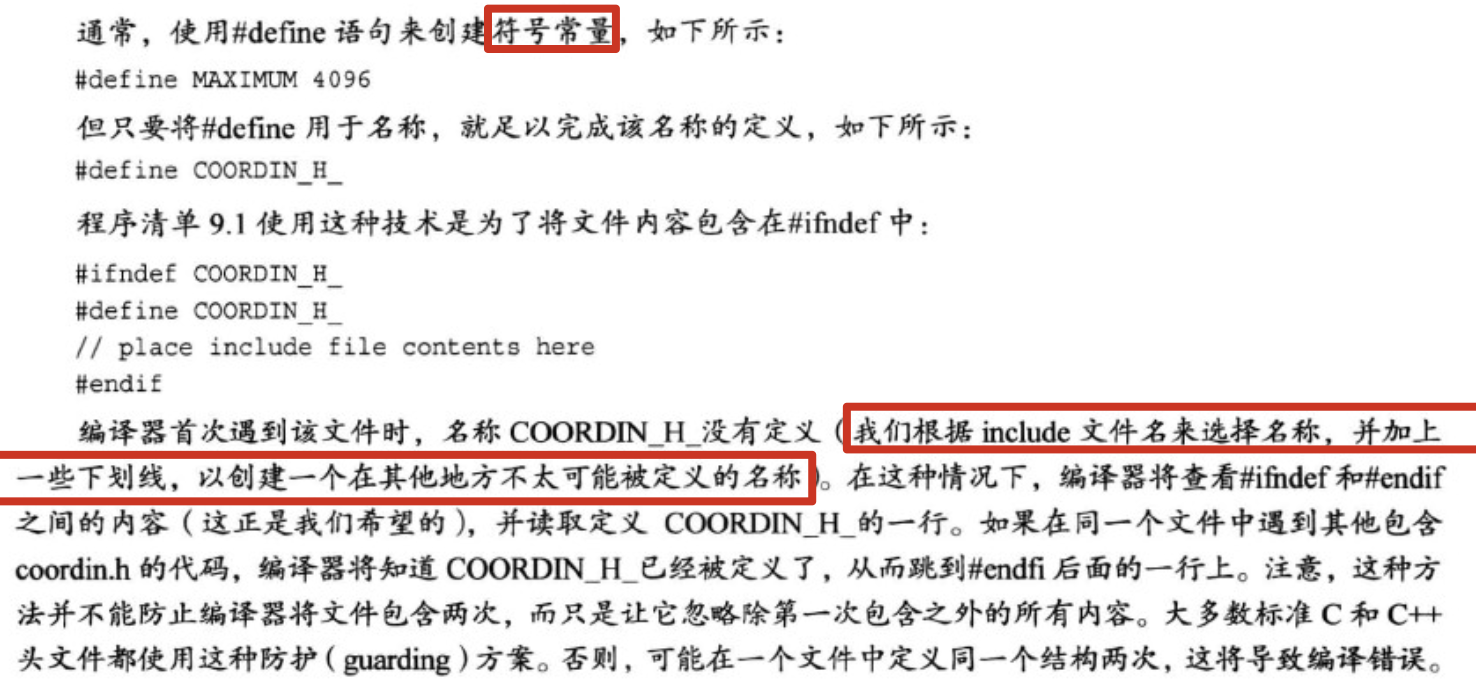 通常，使用#define 语句来创建符号常量，如下所示：
#define MAXIMUM 4096
但只要将#define 用于名称，就足以完成该名称的定义，如下所示：
#define COORDIN_H_
程序清单 9.1 使用这种技术是为了将文件内容包含在#ifndef 中：
#ifndef COORDIN_H_
#define COORDIN_H_
// place include file contents here
#endif
编译器首次遇到该文件时，名称 COORDIN_H_没有定义（我们根据 include 文件名来选择名称，并加上
一些下划线，以创建一个在其他地方不太可能被定义的名称）。在这种情况下，编译器将查看#ifndef 和#endif
之间的内容（这正是我们希望的），并读取定义 COORDIN_H_的一行。如果在同一个文件中遇到其他包含
coordin.h 的代码，编译器将知道 COORDIN_H_已经被定义了，从而跳到#endfi 后面的一行上。注意，这种方
法并不能防止编译器将文件包含两次，而只是让它忽略除第一次包含之外的所有内容。大多数标准 C 和 C++
头文件都使用这种防护（guarding）方案。否则，可能在一个文件中定义同一个结构两次，这将导致编译错误。